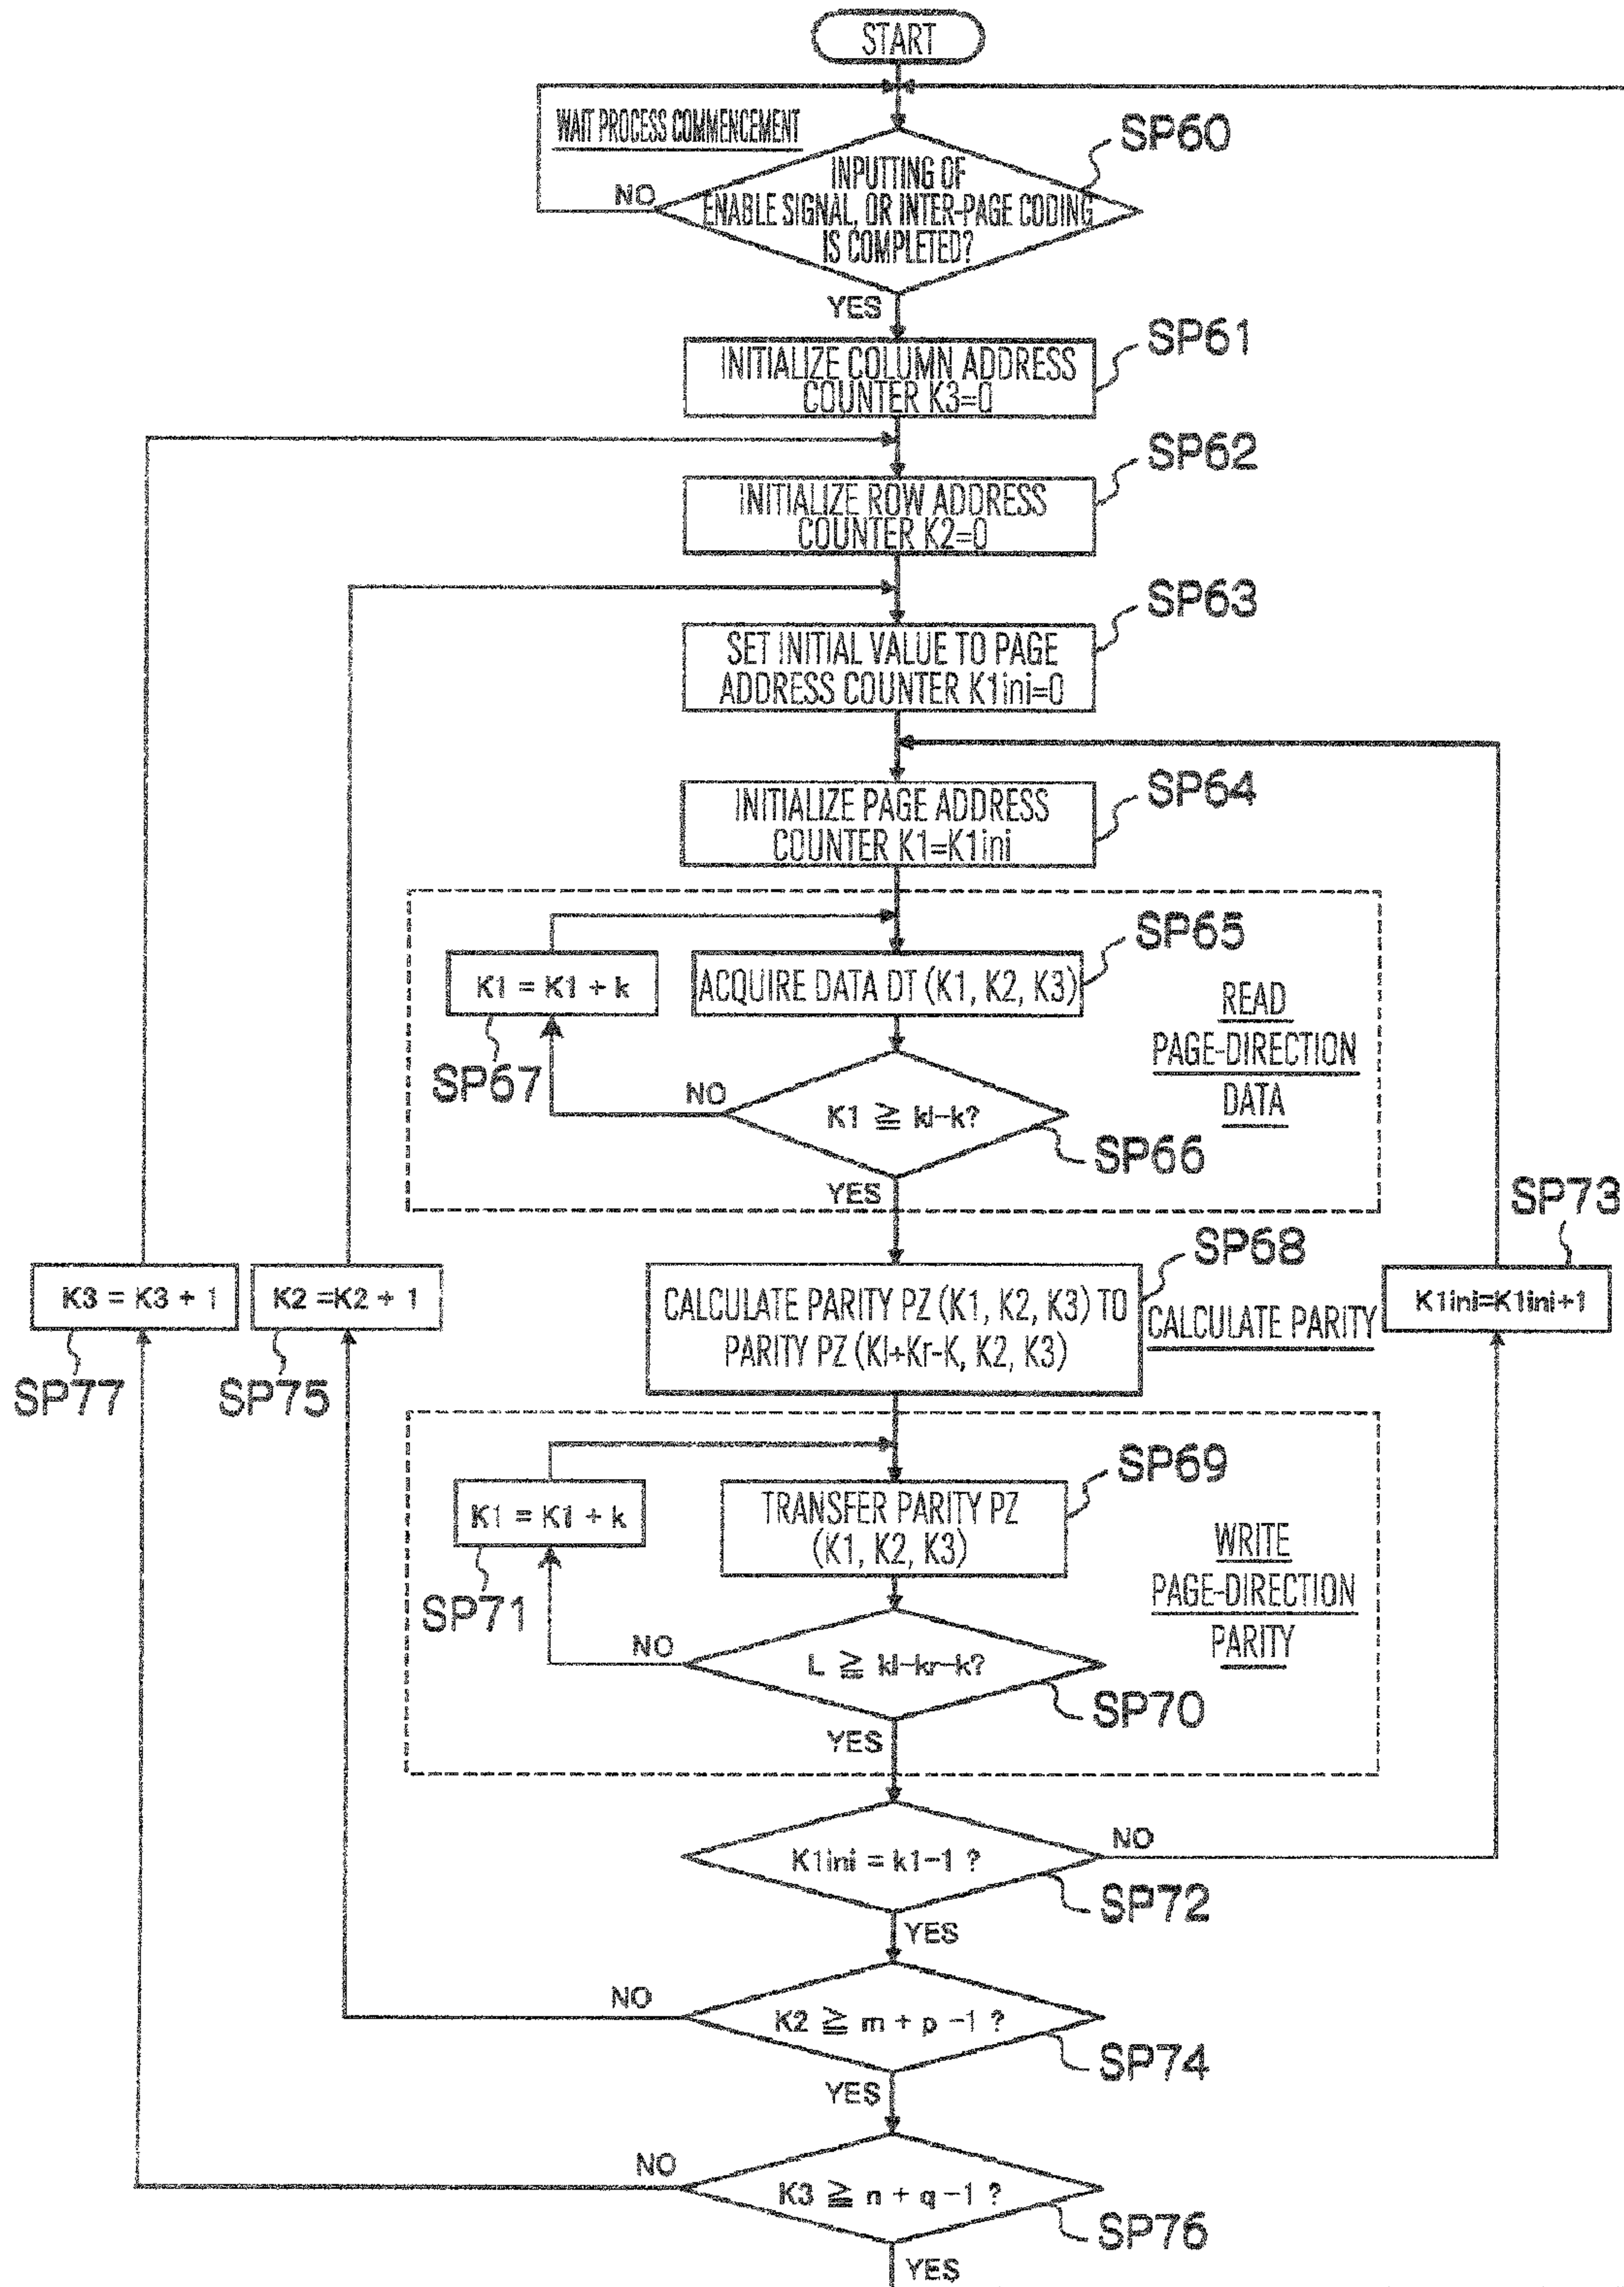 START
WAIT PROCESS COMMENCEMENT
SP60
INPUTTING OF
ENABLE SIGNAL, OR INTER-PAGE CODING
IS COMPLETED?
NO
YES
SP61
INITIALIZE COLUMN ADDRESS
COUNTER K3=0
SP62
INITIALIZE ROW ADDRESS
COUNTER K2=0
SP63
SET INITIAL VALUE TO PAGE
ADDRESS COUNTER K1ini=0
SP64
INITIALIZE PAGE ADDRESS
COUNTER K1=K1ini
SP65
K1 = K1 + k
ACQUIRE DATA DT (K1, K2, K3)
READ
PAGE-DIRECTION
DATA
SP67
NO
K1 ≧ kl-k?
SP66
YES
SP73
SP68
K3 = K3 + 1
K2 =K2 + 1
CALCULATE PARITY PZ (K1, K2, K3) TO
PARITY PZ (Kl+Kr-K, K2, K3)
CALCULATE PARITY
K1ini=K1ini+1
SP77
SP75
SP69
K1 = K1 + k
TRANSFER PARITY PZ
(K1, K2, K3)
WRITE
PAGE-DIRECTION
PARITY
SP71
NO
L ≧ kl-kr-k?
SP70
YES
K1ini = k1-1 ?
NO
SP72
YES
NO
K2 ≧ m + p -1 ?
SP74
YES
NO
K3 ≧ n + q -1 ?
SP76
YES